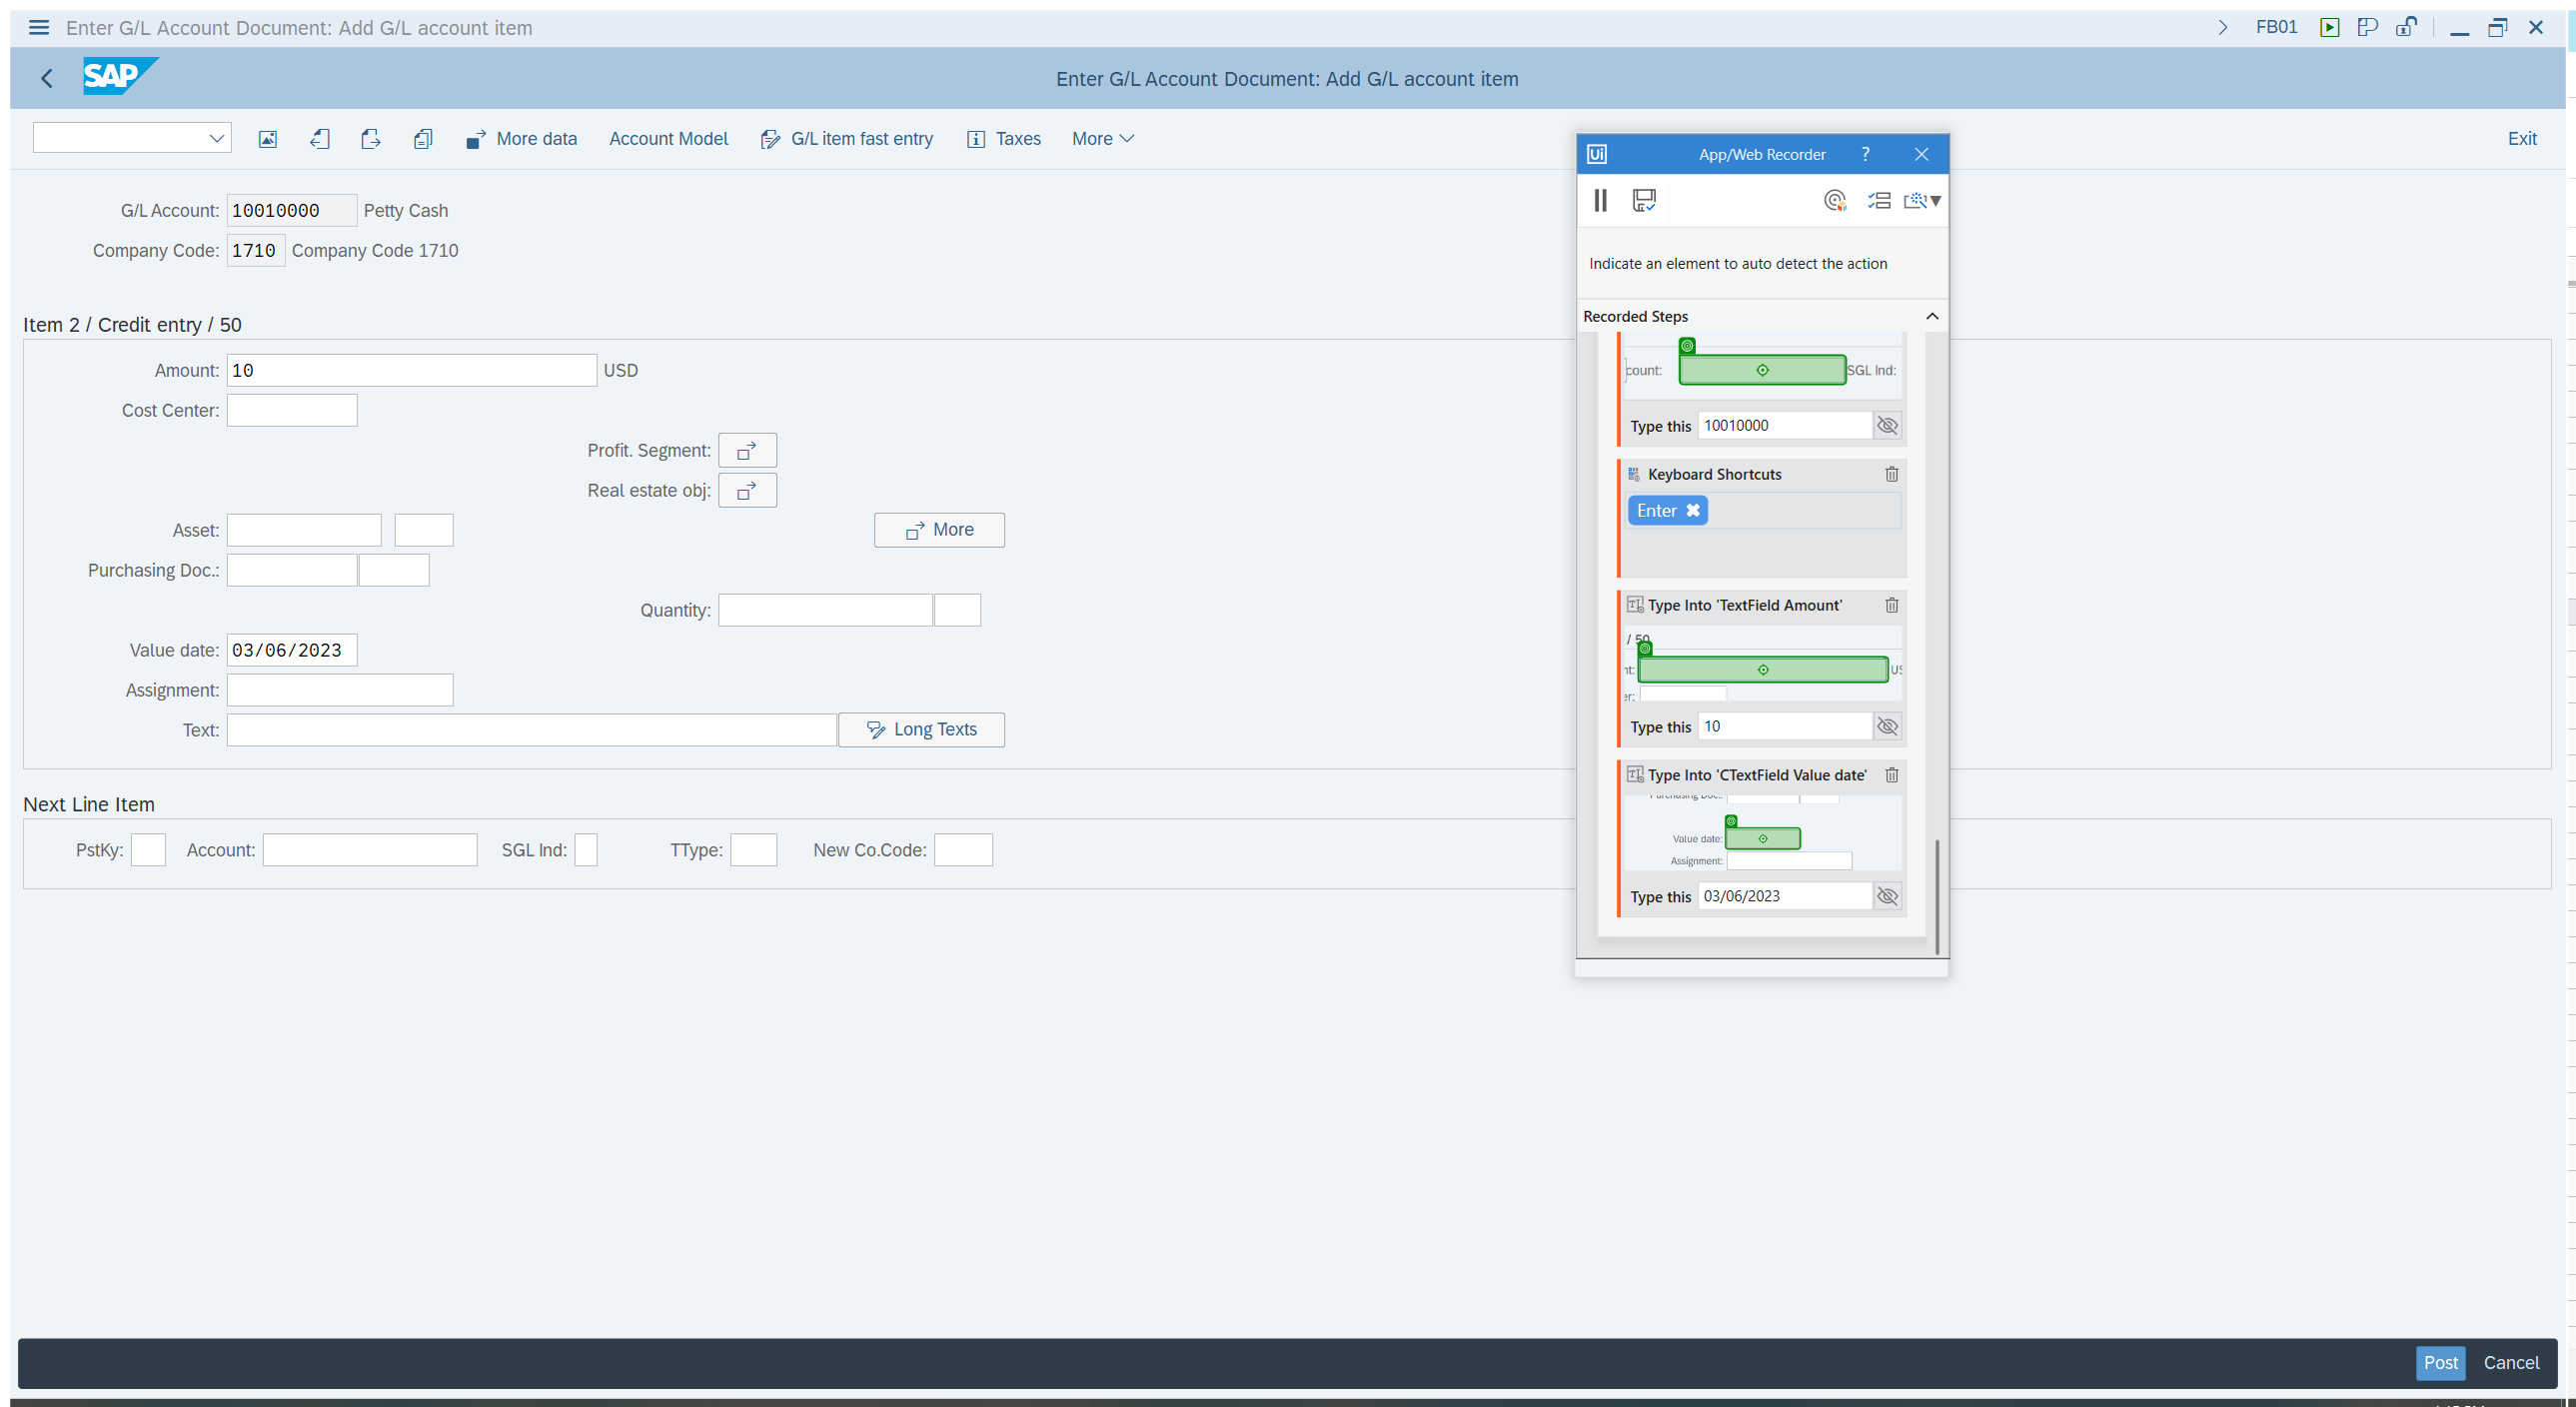 Enter G/L Account Document: Add G/L account item
FB01
SAP
Enter G/L Account Document: Add G/L account item
More data
Account Model
G/L item fast entry
Taxes
More
Exit
G/L Account: 10010000 Petty Cash
Company Code: 1710 Company Code 1710
Item 2 / Credit entry / 50
Amount: 10 USD
Cost Center:
Profit. Segment:
Real estate obj:
Asset:
More
Purchasing Doc.:
Quantity:
Value date: 03/06/2023
Assignment:
Text:
Long Texts
Next Line Item
PstKy: Account: SGL Ind: TType: New Co.Code:
Ui App/Web Recorder ?
Indicate an element to auto detect the action
Recorded Steps
count: SGL Ind:
Type this 10010000
Keyboard Shortcuts
Enter
Type Into 'TextField Amount'
/ 50
nt: US
er:
Type this 10
Type Into 'CTextField Value date'
Purchasing Doc.:
Value date:
Assignment:
Type this 03/06/2023
Post Cancel